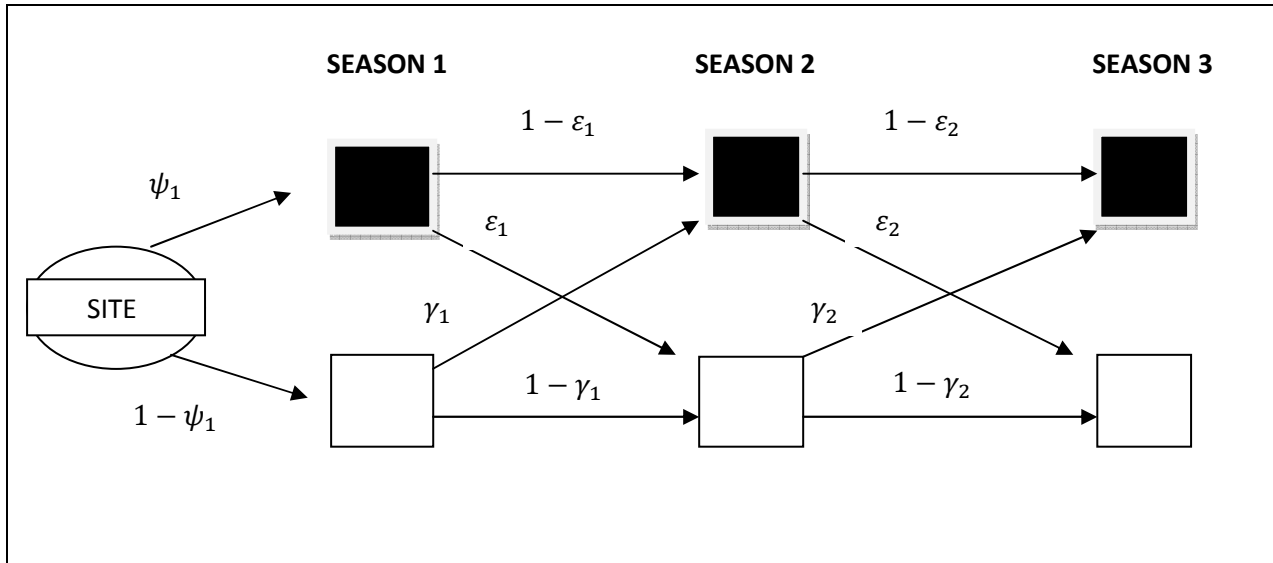 SEASON 1 SEASON 2 SEASON 3
1 − ε₁ 1 − ε₂
ψ₁
ε₁ ε₂
SITE
γ₁ γ₂
1 − γ₁ 1 − γ₂
1 − ψ₁